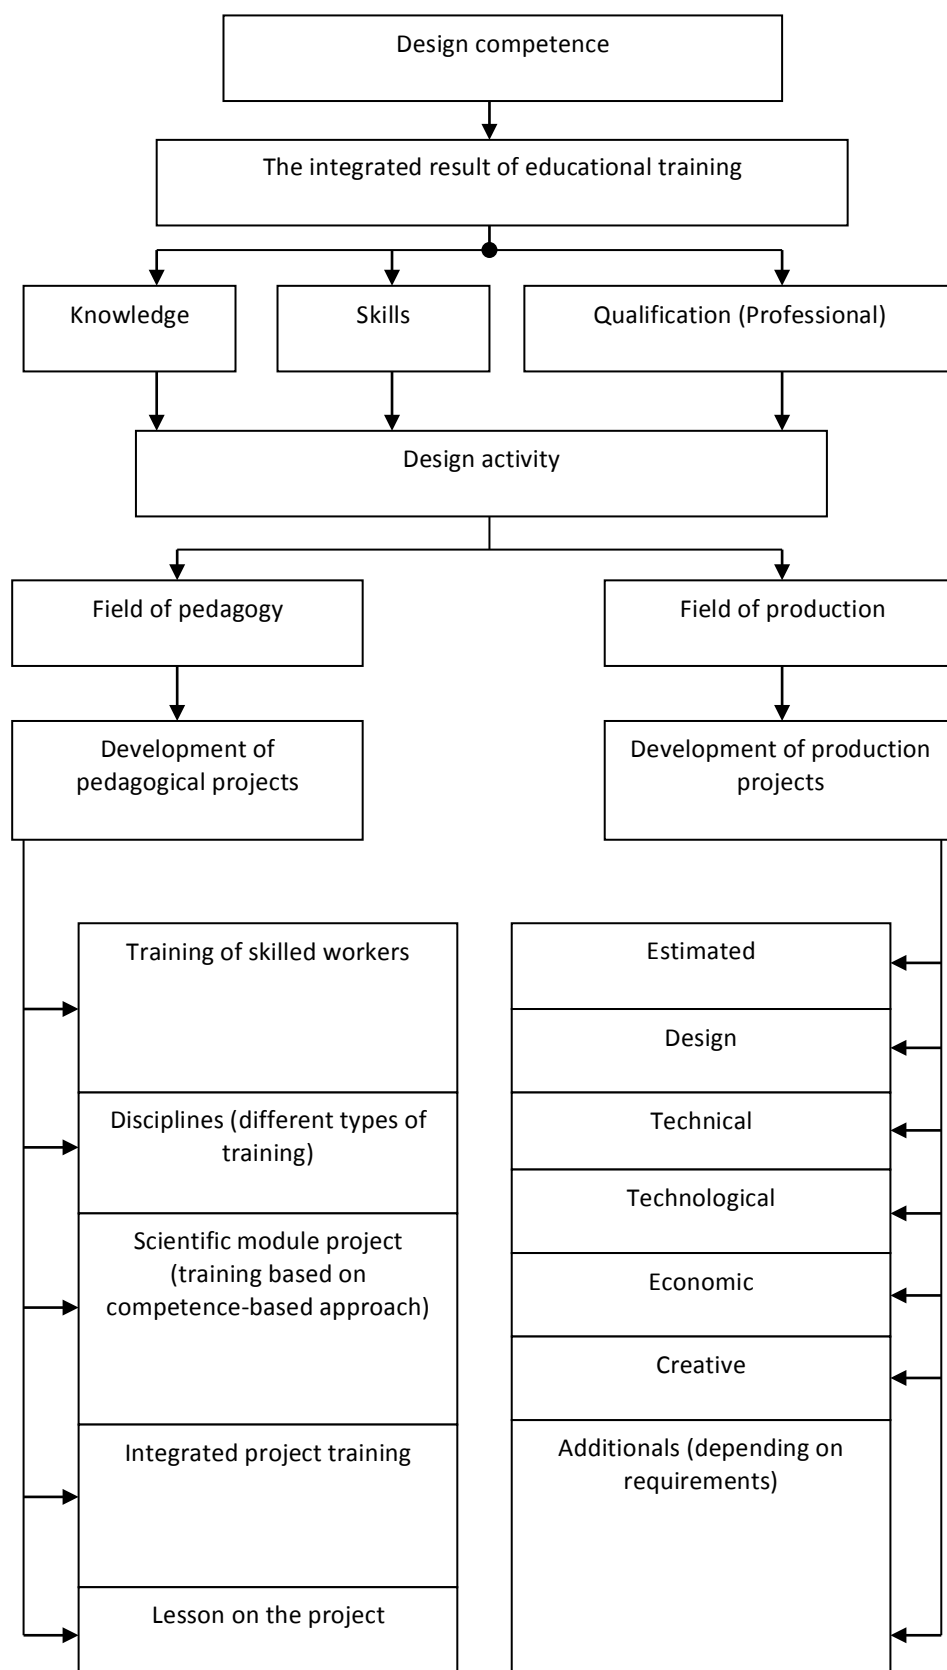 Design competence
The integrated result of educational training
Knowledge
Skills
Qualification (Professional)
Design activity
Field of pedagogy
Field of production
Development of
pedagogical projects
Development of production
projects
Training of skilled workers
Disciplines (different types of
training)
Scientific module project
(training based on
competence-based approach)
Integrated project training
Lesson on the project
Estimated
Design
Technical
Technological
Economic
Creative
Additionals (depending on
requirements)